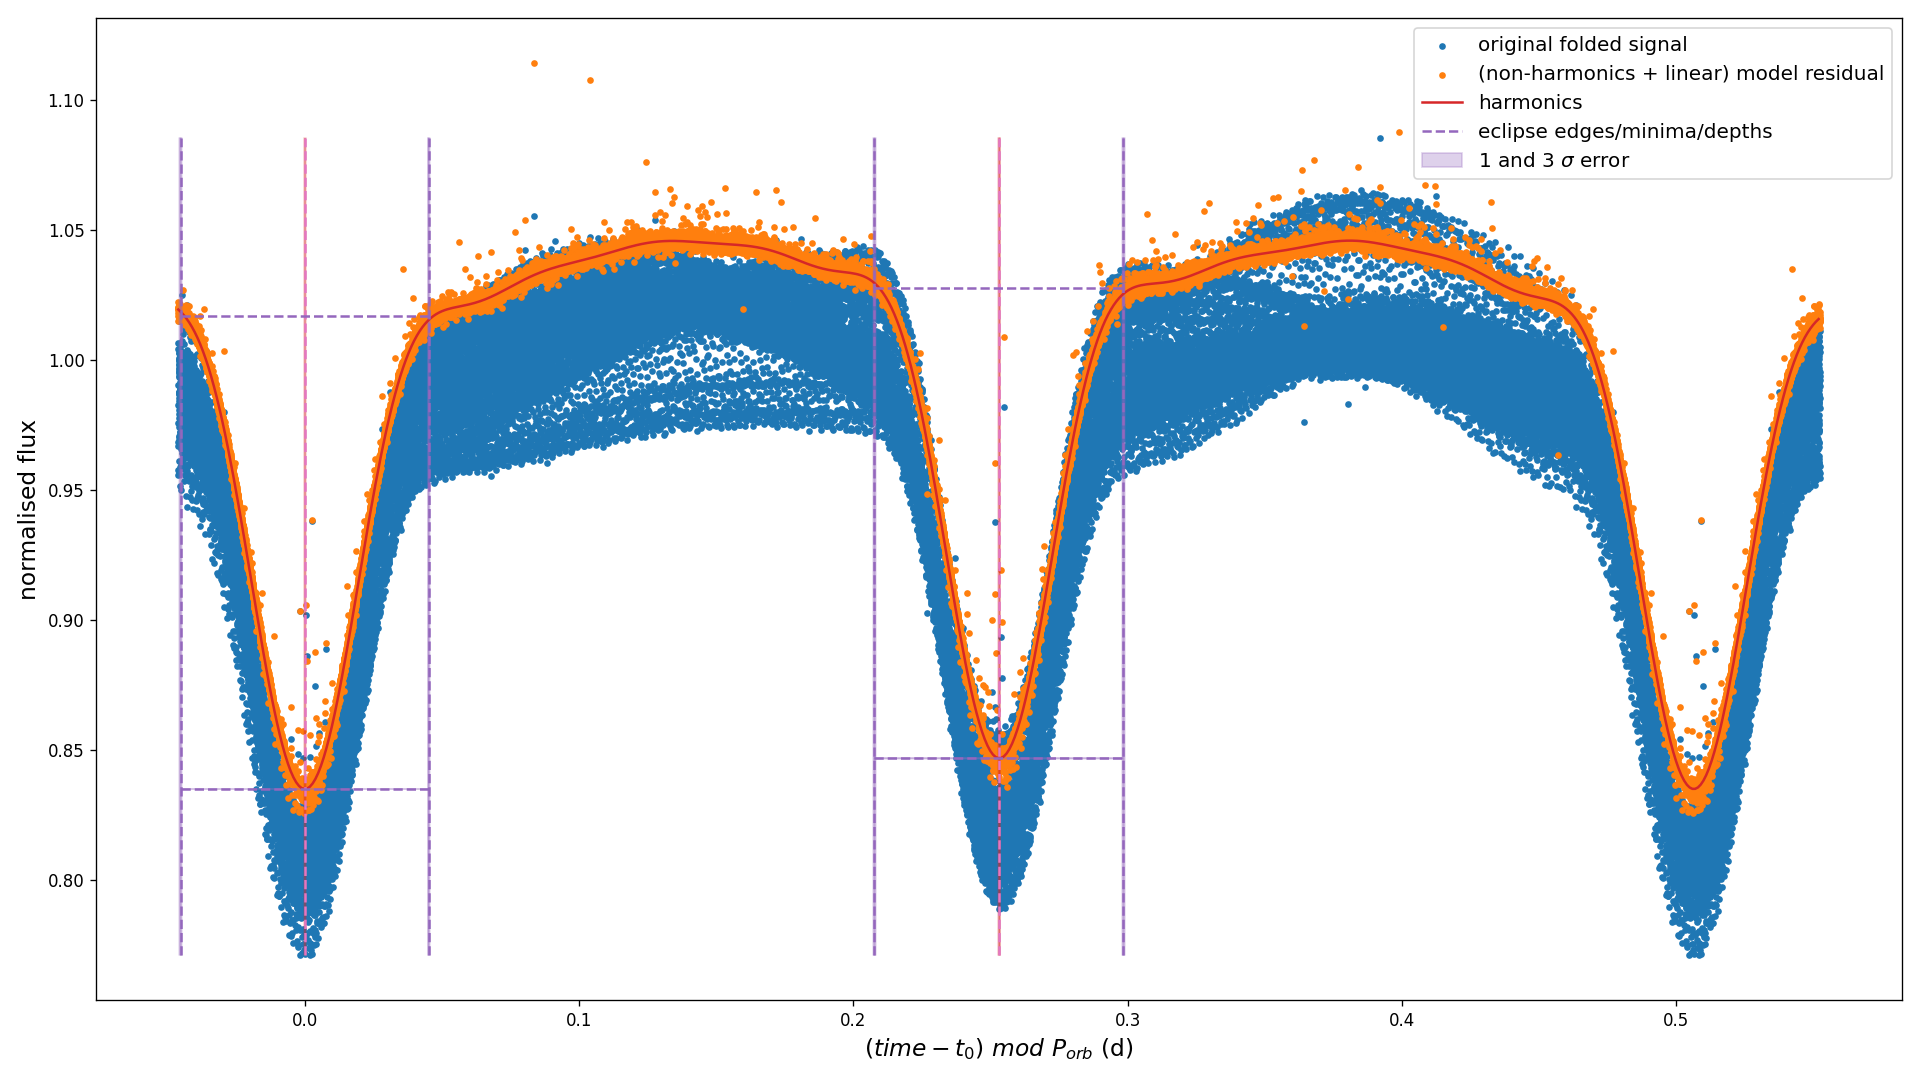 original folded signal
(non-harmonics + linear) model residual
harmonics
eclipse edges/minima/depths
1 and 3 σ error
normalised flux
1.10
1.05
1.00
0.95
0.90
0.85
0.80
0.0 0.1 0.2 0.3 0.4 0.5
(time − t₀) mod Pₒᵣb (d)